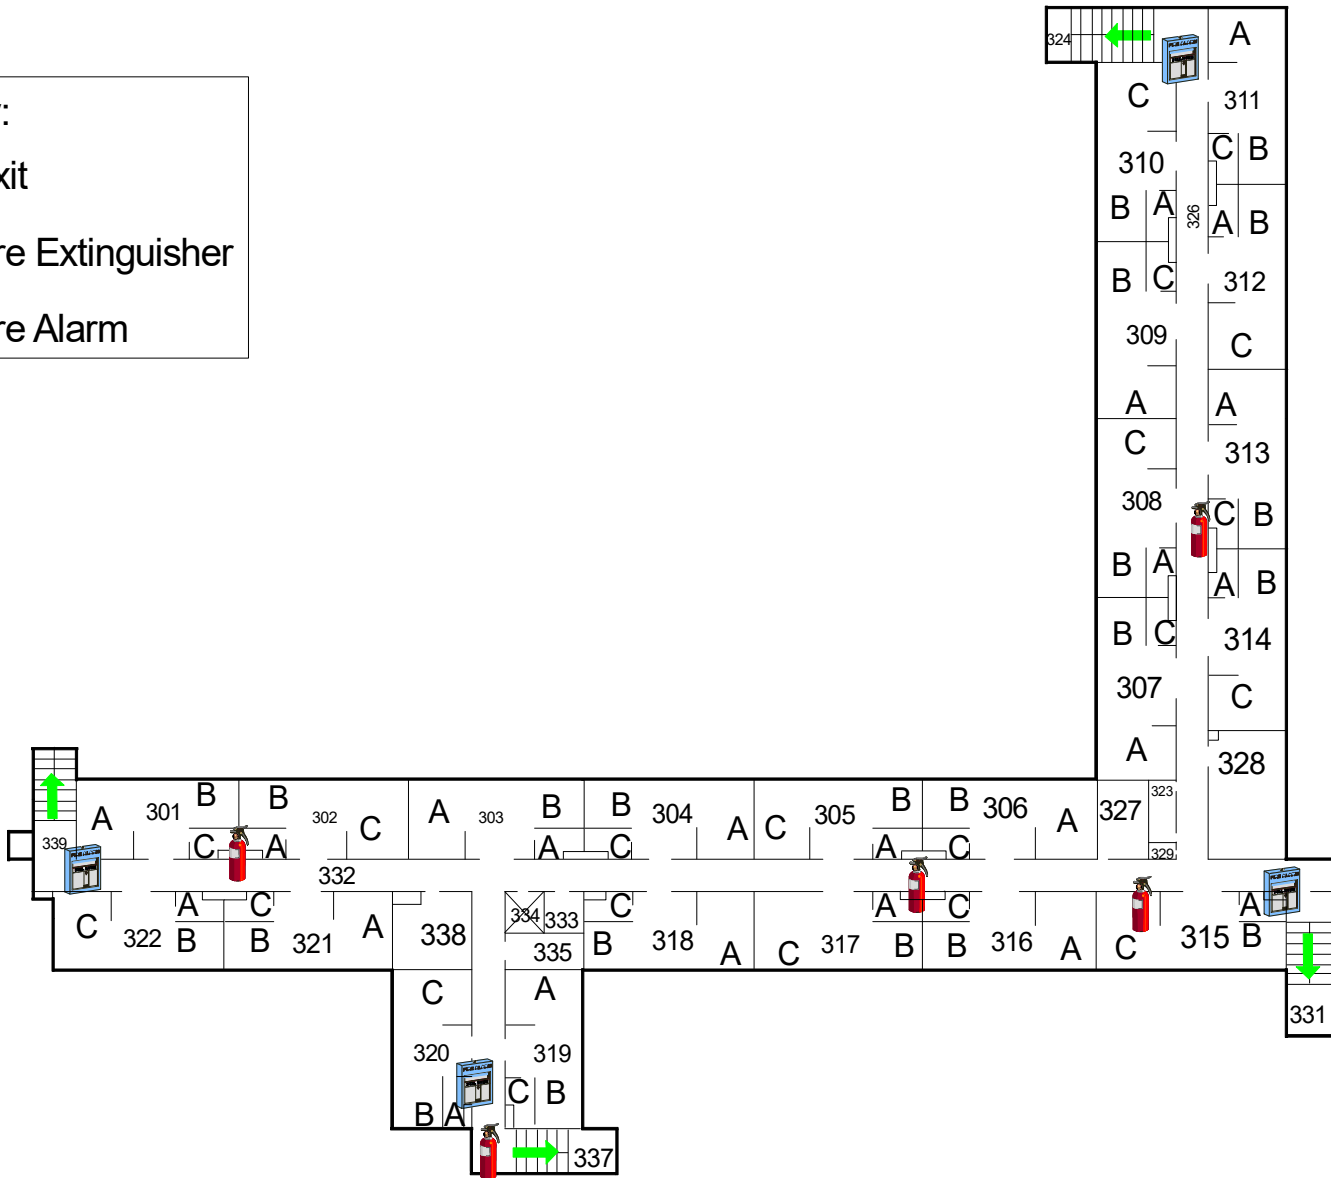 :
xit
re Extinguisher
re Alarm
324
A
C
311
C B
310
B A
326
A B
B C
312
309
C
A
A
C
313
308
C B
B A
A B
B C
314
307
C
A
328
A 301 B B 302 C A 303 B B 304 A C 305 B B 306 A 327 323
C A A C A C
339
332
329
C 322 A B C B 321 A 338 334 333 C B 318 A C 317 A B C B 316 A C 315 A B
335
C A
331
320 319
C B
B A
337